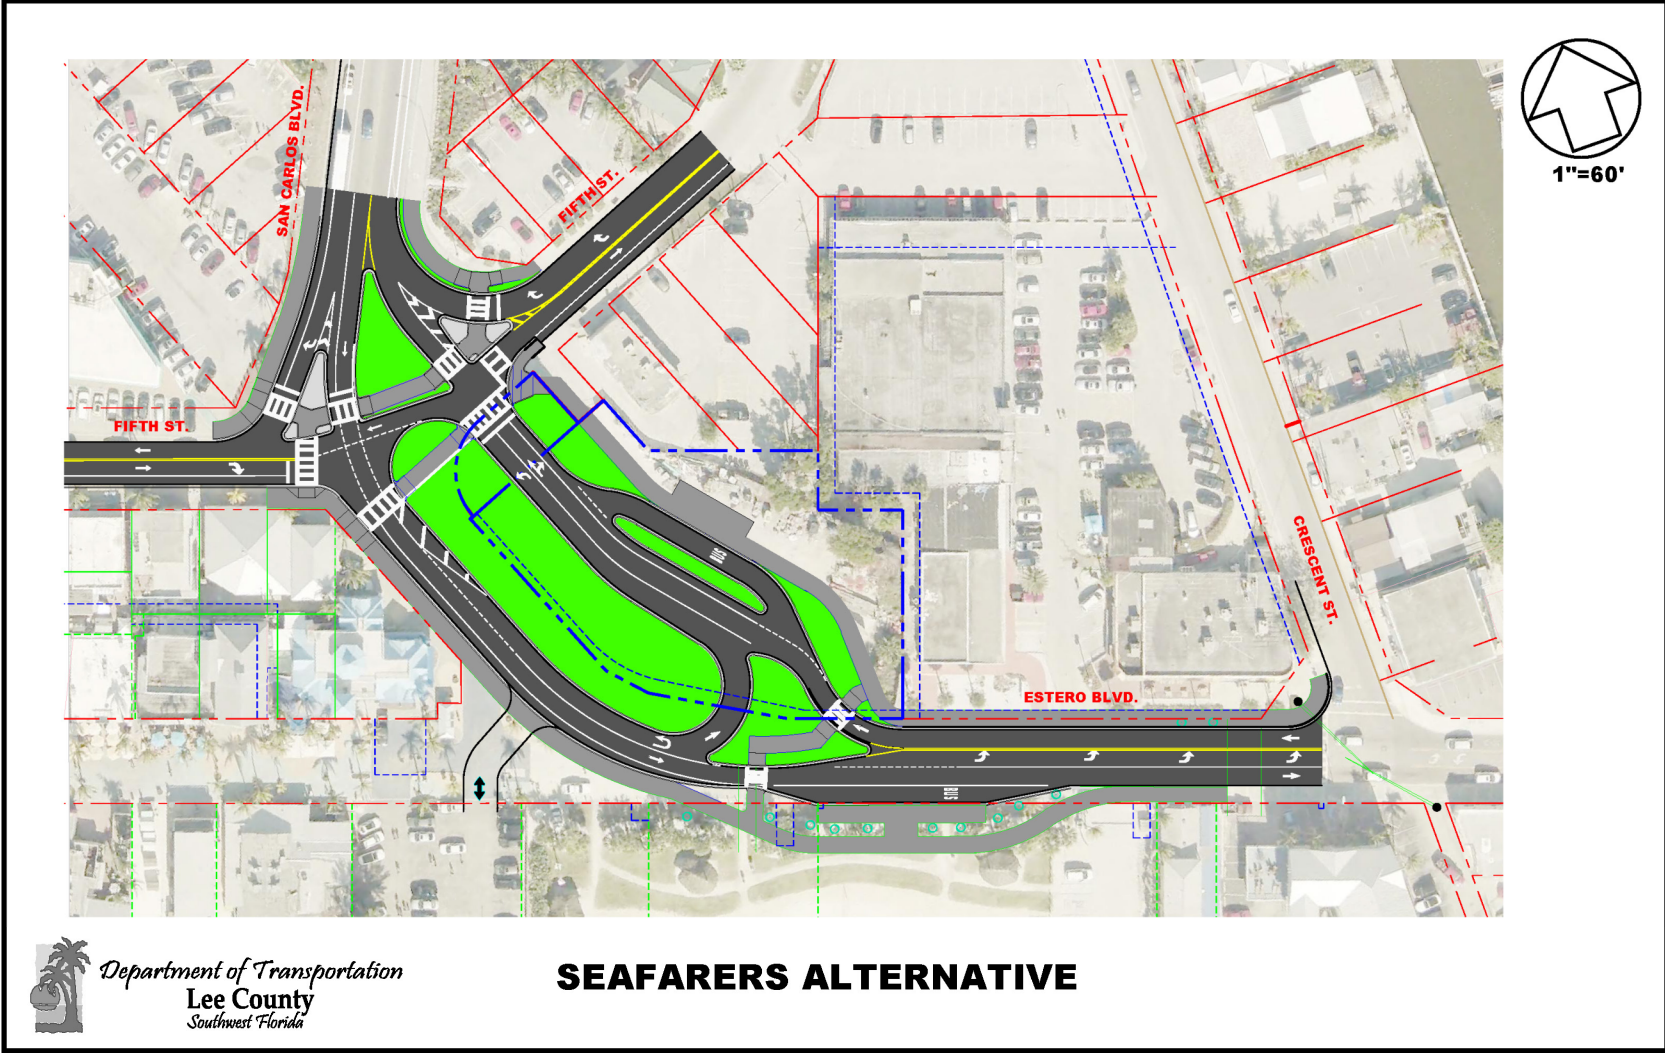 SAN CARLOS BLVD.
FIFTH ST.
1"=60'
FIFTH ST.
BUS
CRESCENT ST.
ESTERO BLVD.
BUS
Department of Transportation
Lee County
Southwest Florida
SEAFARERS ALTERNATIVE